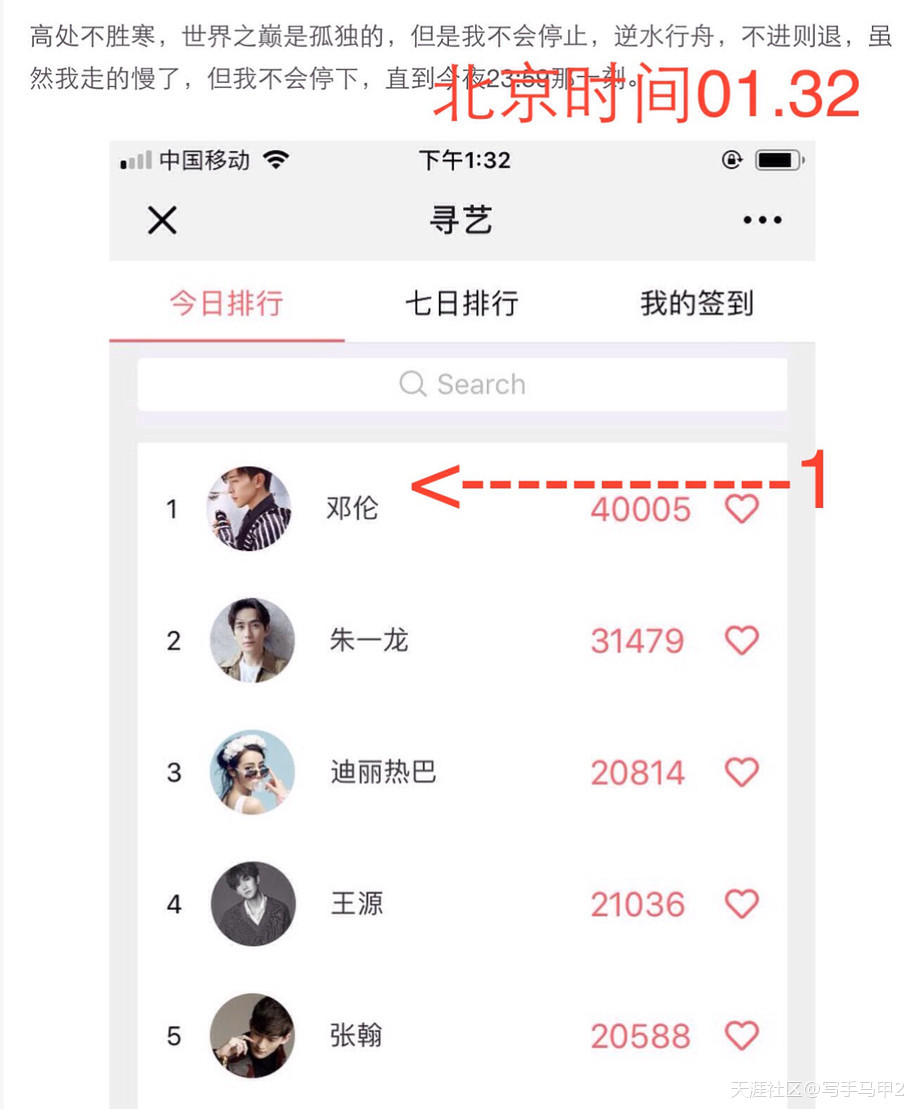 高处不胜寒，世界之巅是孤独的，但是我不会停止，逆水行舟，不进则退，虽
然我走的慢了，但我不会停下，直到今夜23:59那一刻。
北京时间01.32
中国移动 下午1:32
寻艺
今日排行 七日排行 我的签到
Search
<------------1
1 邓伦 40005
2 朱一龙 31479
3 迪丽热巴 20814
4 王源 21036
5 张翰 20588
天涯社区@写手马甲2